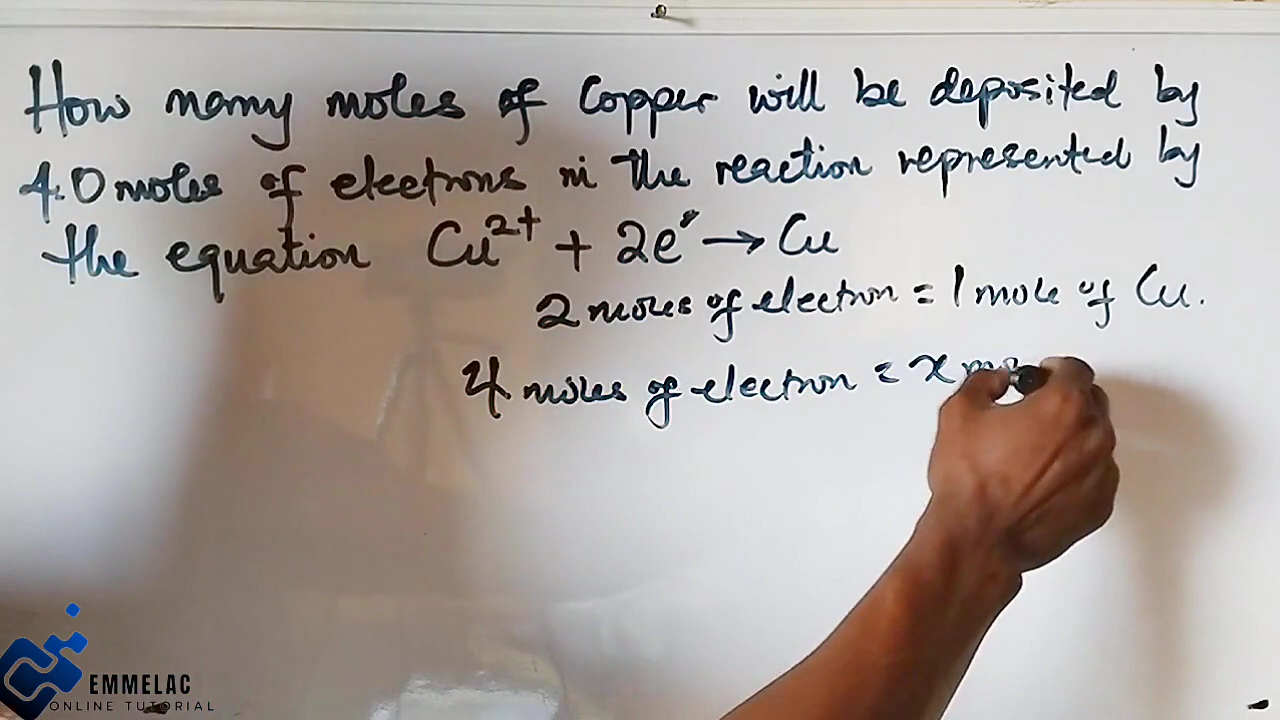 How many moles of Copper will be deposited by
4.0 moles of electrons in the reaction represented by
the equation Cu²⁺ + 2e⁻ → Cu
2 moles of electron = 1 mole of Cu.
4 moles of electron = x
EMMELAC
ONLINE TUTORIAL